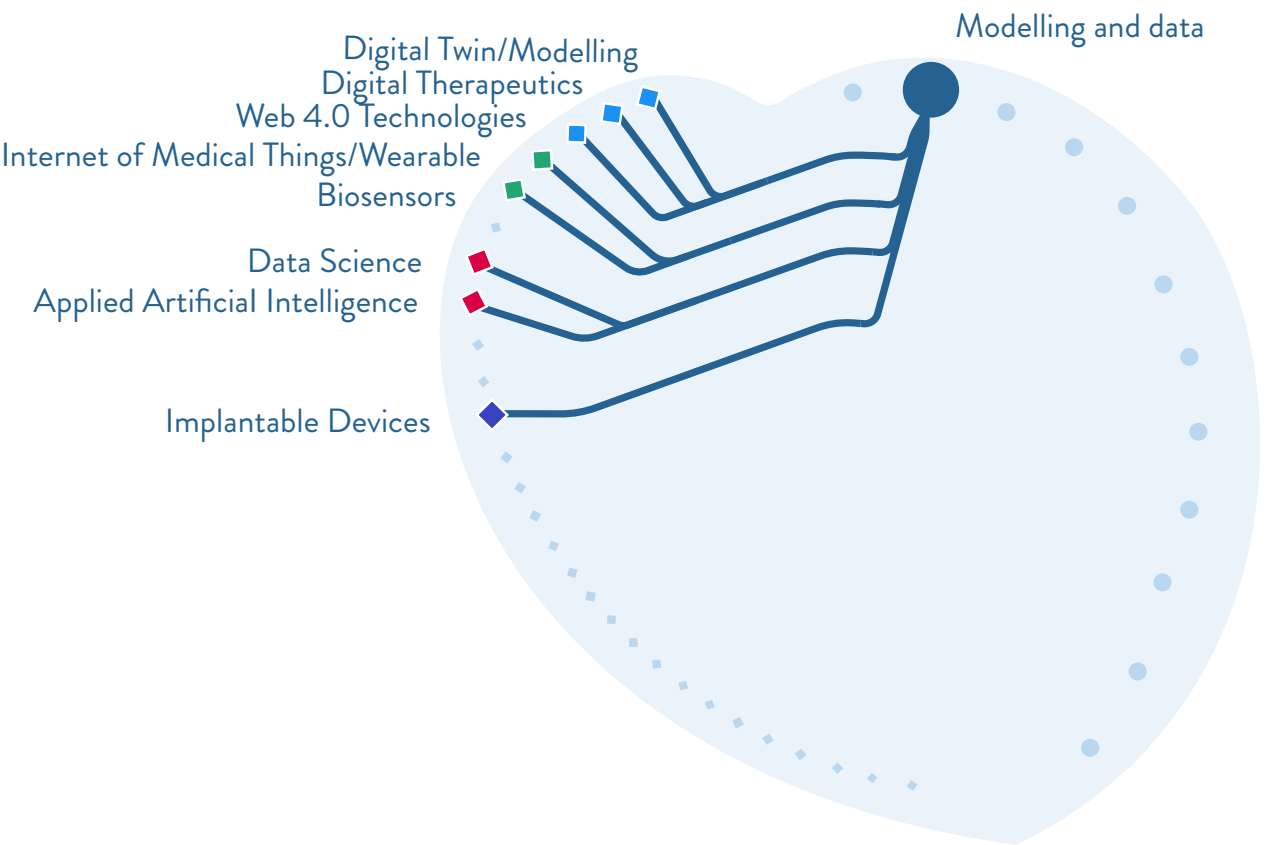 Modelling and data
Digital Twin/Modelling
Digital Therapeutics
Web 4.0 Technologies
Internet of Medical Things/Wearable
Biosensors
Data Science
Applied Artificial Intelligence
Implantable Devices